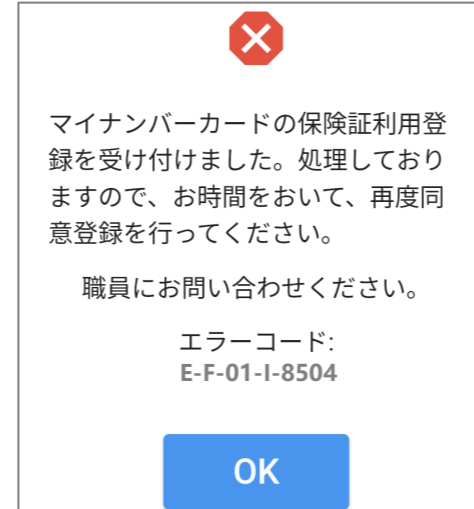 マイナンバーカードの保険証利用登
録を受け付けました。処理しており
ますので、お時間をおいて、再度同
意登録を行ってください。
職員にお問い合わせください。
エラーコード:
E-F-01-I-8504
OK